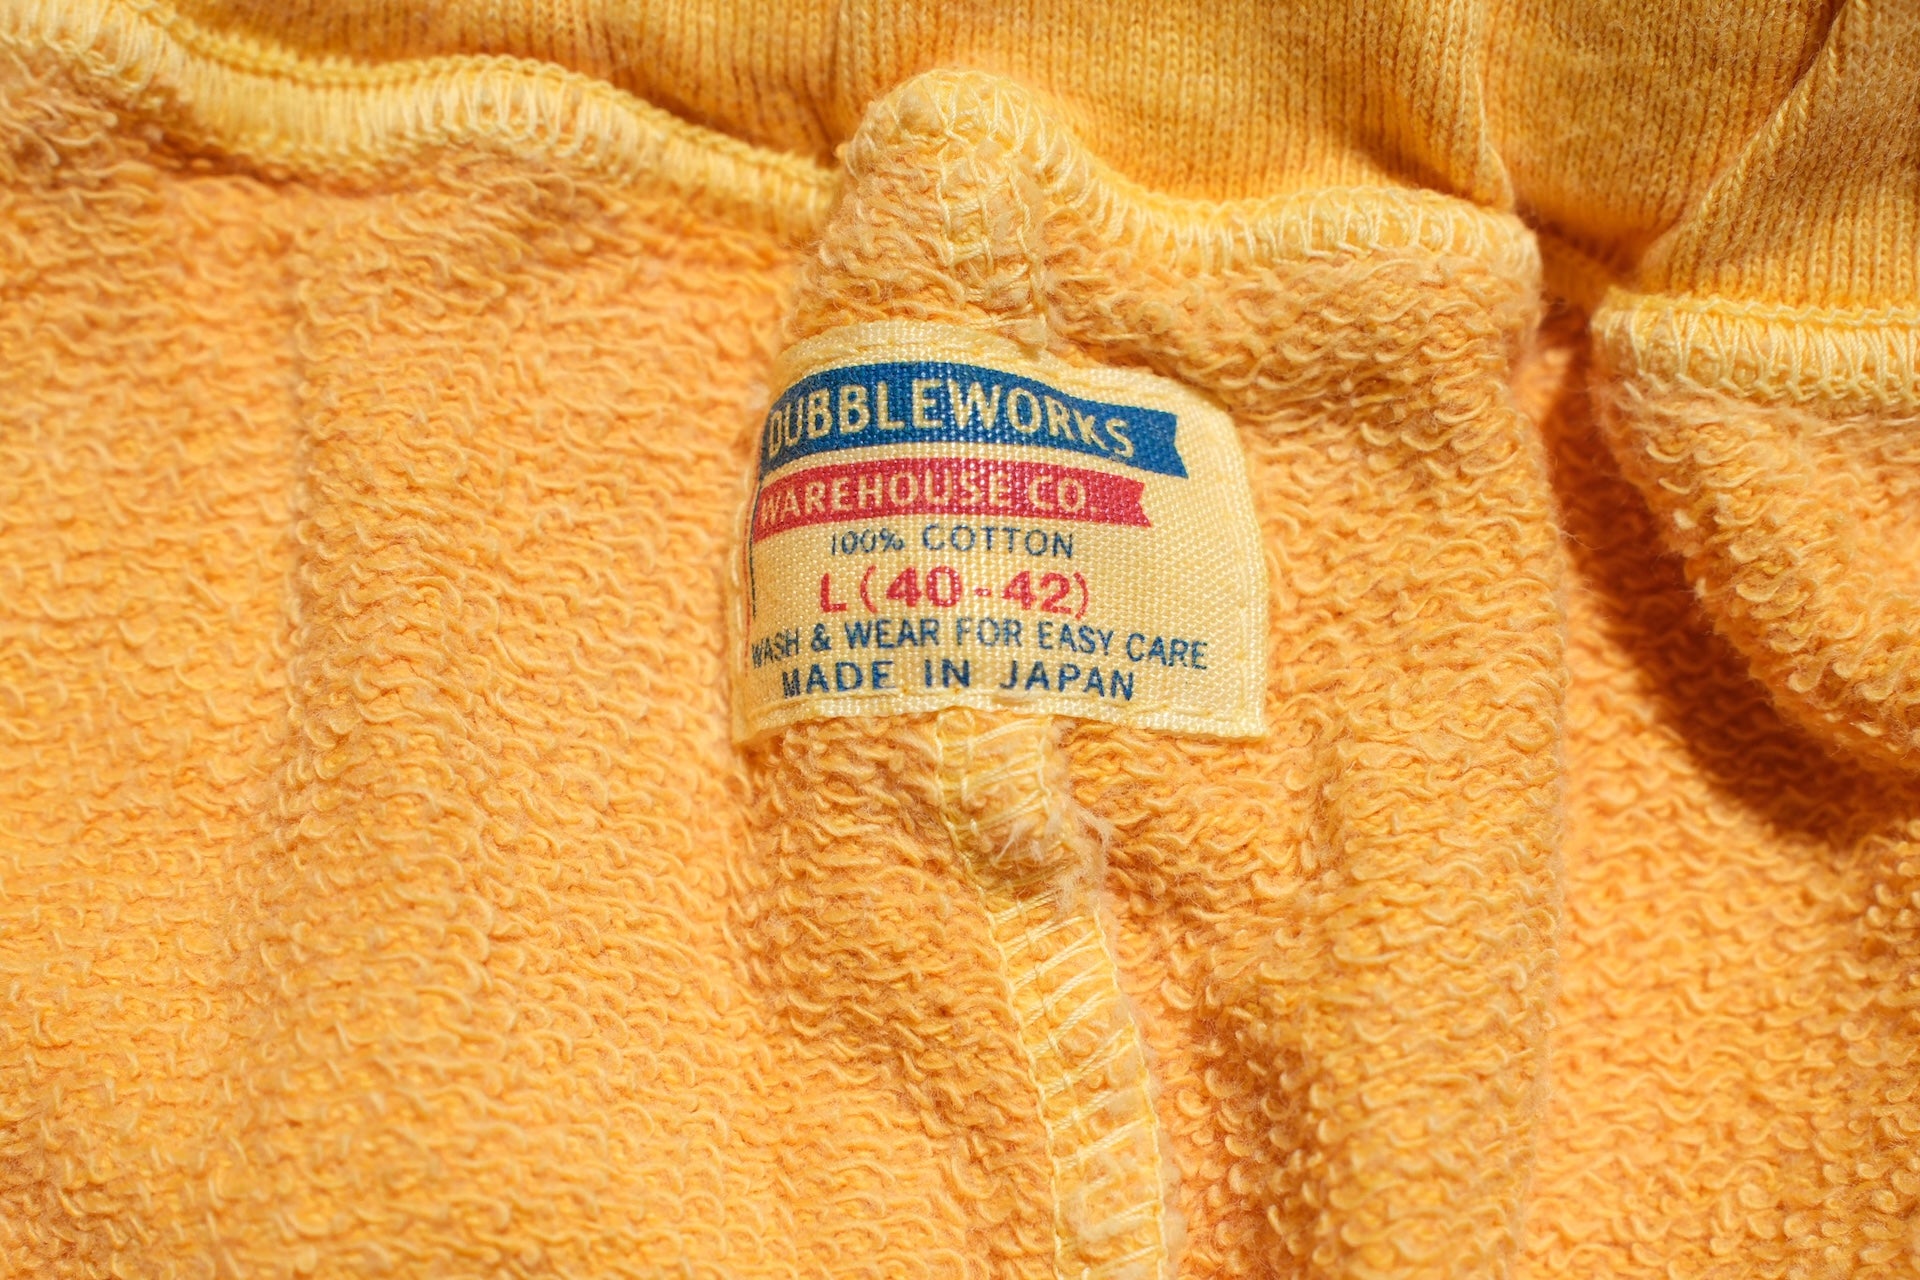 DUBBLEWORKS
WAREHOUSE CO.
100% COTTON
L (40-42)
WASH & WEAR FOR EASY CARE
MADE IN JAPAN